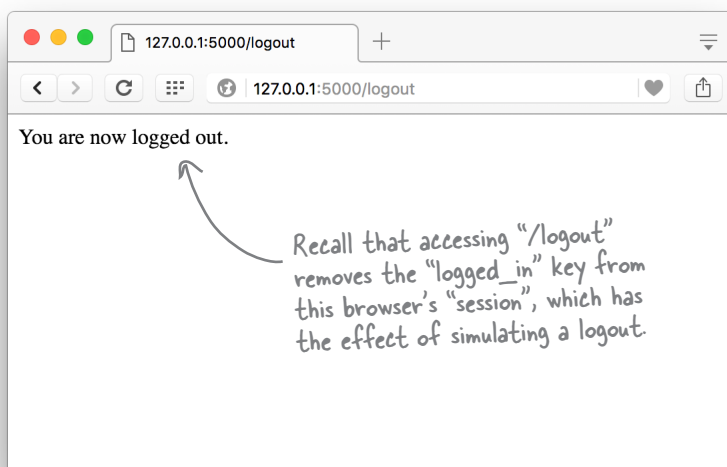 127.0.0.1:5000/logout
127.0.0.1:5000/logout
You are now logged out.
Recall that accessing “/logout”
removes the “logged_in” key from
this browser’s “session”, which has
the effect of simulating a logout.